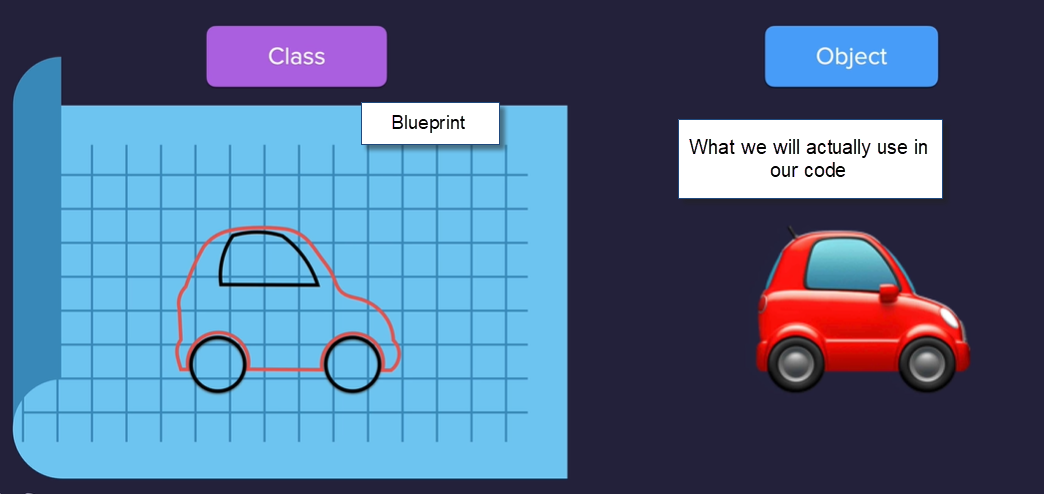 Class
Object
Blueprint
What we will actually use in
our code